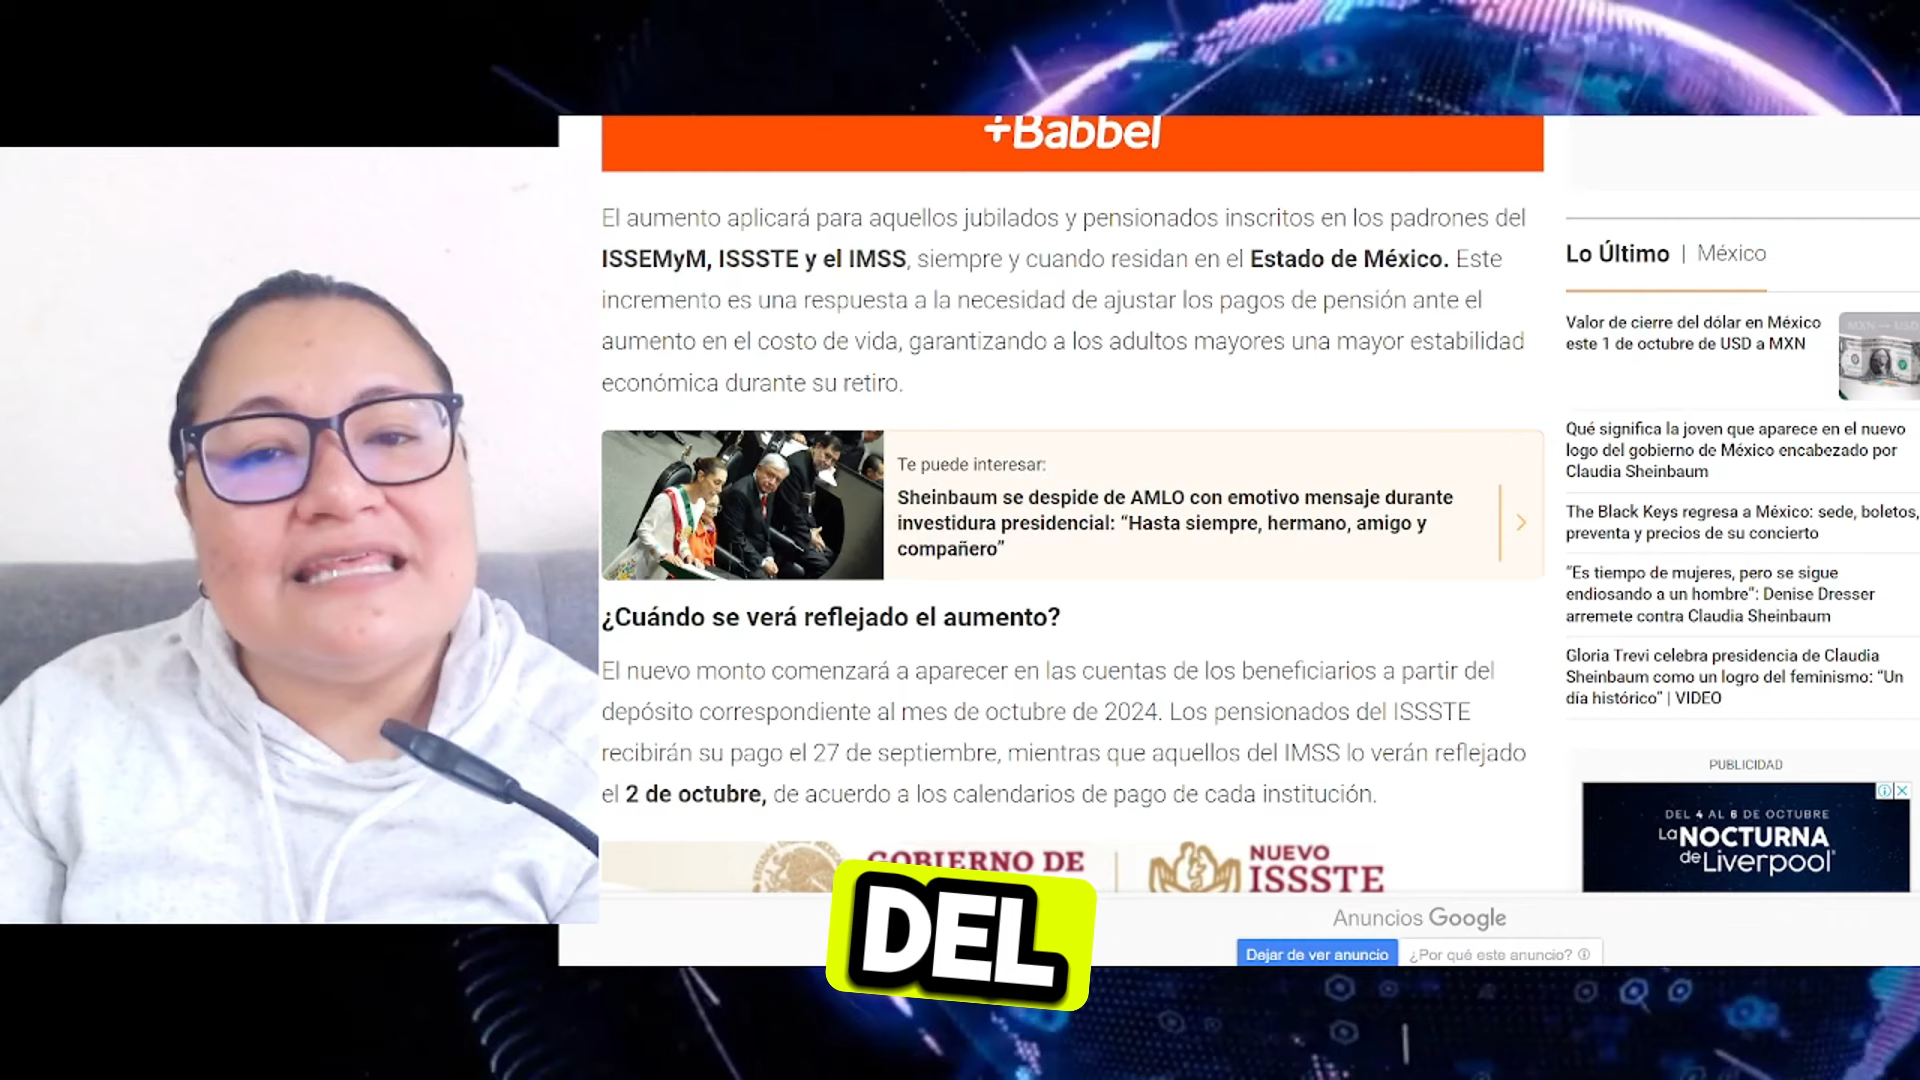 +Babbel
El aumento aplicará para aquellos jubilados y pensionados inscritos en los padrones del
ISSEMyM, ISSSTE y el IMSS, siempre y cuando residan en el Estado de México. Este
incremento es una respuesta a la necesidad de ajustar los pagos de pensión ante el
aumento en el costo de vida, garantizando a los adultos mayores una mayor estabilidad
económica durante su retiro.
Te puede interesar:
Sheinbaum se despide de AMLO con emotivo mensaje durante
investidura presidencial: “Hasta siempre, hermano, amigo y
compañero”
¿Cuándo se verá reflejado el aumento?
El nuevo monto comenzará a aparecer en las cuentas de los beneficiarios a partir del
depósito correspondiente al mes de octubre de 2024. Los pensionados del ISSSTE
recibirán su pago el 27 de septiembre, mientras que aquellos del IMSS lo verán reflejado
el 2 de octubre, de acuerdo a los calendarios de pago de cada institución.
GOBIERNO DE
NUEVO
ISSSTE
DEL
Lo Último | México
Valor de cierre del dólar en México
este 1 de octubre de USD a MXN
MXN — USD
Qué significa la joven que aparece en el nuevo
logo del gobierno de México encabezado por
Claudia Sheinbaum
The Black Keys regresa a México: sede, boletos,
preventa y precios de su concierto
“Es tiempo de mujeres, pero se sigue
endiosando a un hombre”: Denise Dresser
arremete contra Claudia Sheinbaum
Gloria Trevi celebra presidencia de Claudia
Sheinbaum como un logro del feminismo: “Un
día histórico” | VIDEO
PUBLICIDAD
DEL 4 AL 6 DE OCTUBRE
La NOCTURNA
de Liverpool
Anuncios Google
Dejar de ver anuncio
¿Por qué este anuncio?